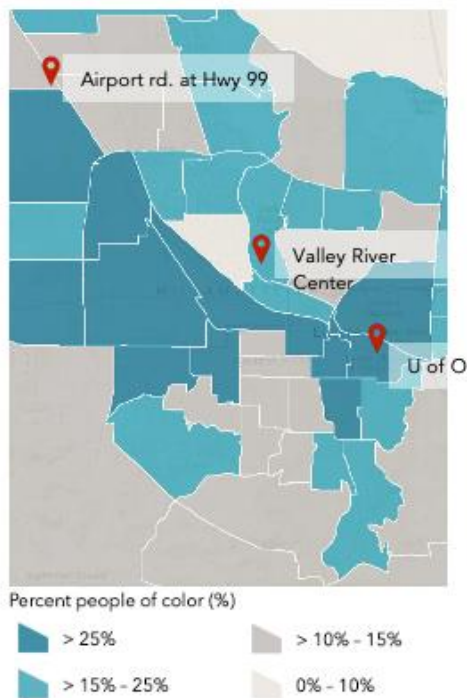 Airport rd. at Hwy 99
Valley River
Center
U of O
Percent people of color (%)
> 25%
> 10% - 15%
> 15% - 25%
0% - 10%